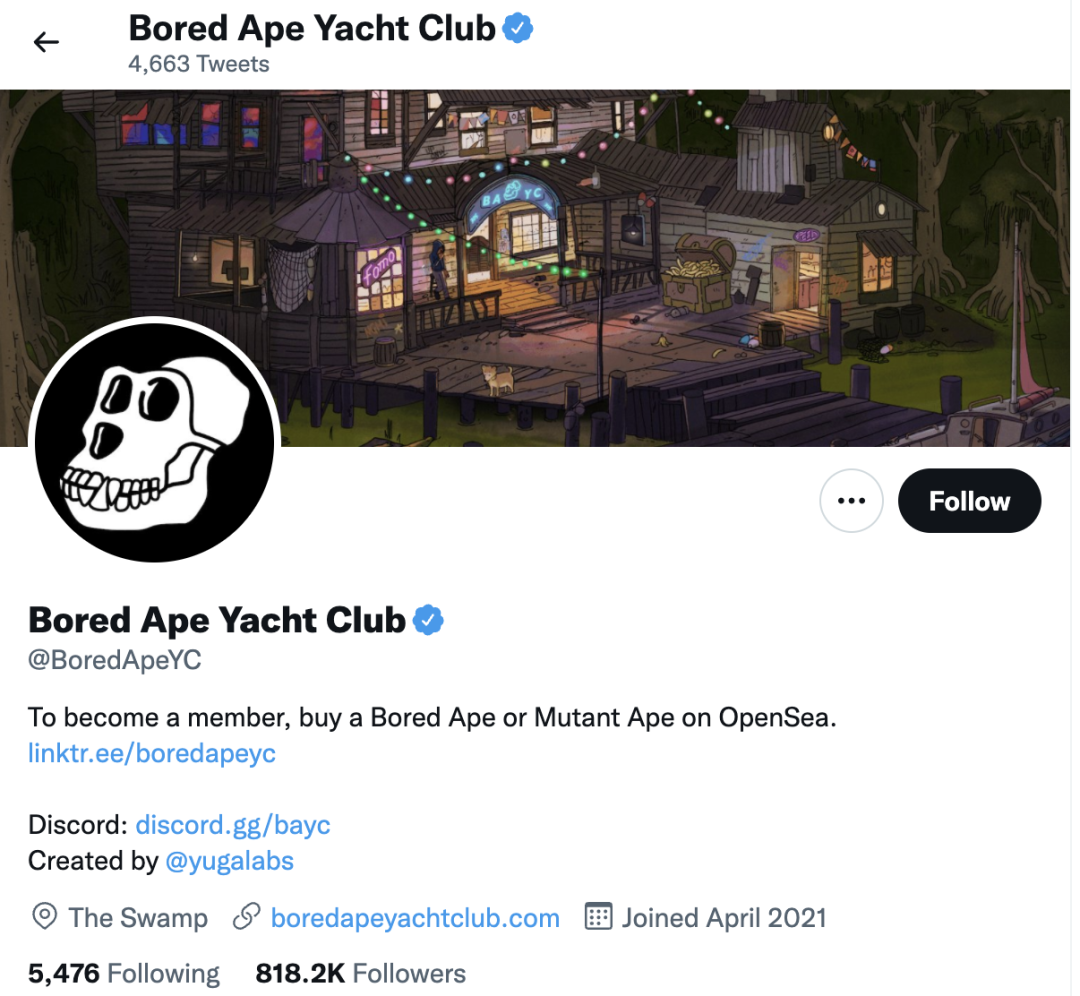 Bored Ape Yacht Club
4,663 Tweets
BAYC
fomo
Follow
Bored Ape Yacht Club
@BoredApeYC
To become a member, buy a Bored Ape or Mutant Ape on OpenSea.
linktr.ee/boredapeyc
Discord: discord.gg/bayc
Created by @yugalabs
The Swamp boredapeyachtclub.com Joined April 2021
5,476 Following 818.2K Followers